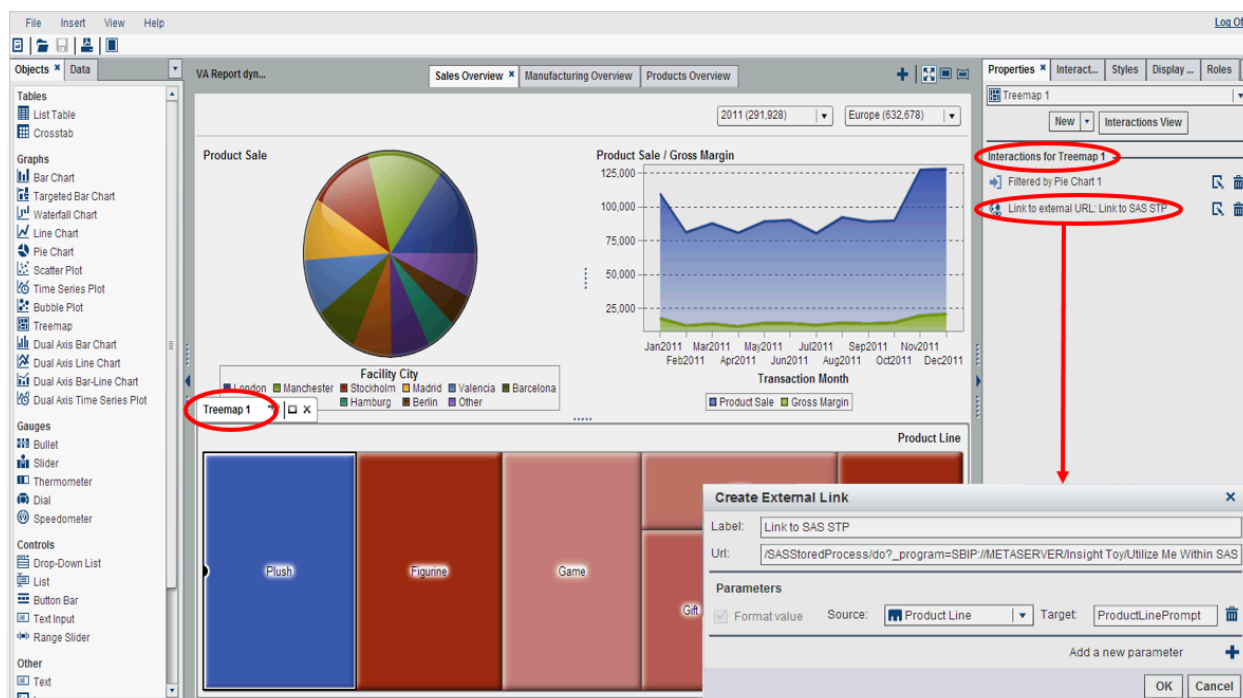 File Insert View Help
Log Of
Objects Data
Tables
List Table
Crosstab
Graphs
Bar Chart
Targeted Bar Chart
Waterfall Chart
Line Chart
Pie Chart
Scatter Plot
Time Series Plot
Bubble Plot
Treemap
Dual Axis Bar Chart
Dual Axis Line Chart
Dual Axis Bar-Line Chart
Dual Axis Time Series Plot
Gauges
Bullet
Slider
Thermometer
Dial
Speedometer
Controls
Drop-Down List
List
Button Bar
Text Input
Range Slider
Other
Text
VA Report dyn...
Sales Overview Manufacturing Overview Products Overview
2011 (291,928) Europe (632,678)
Product Sale
Facility City
London Manchester Stockholm Madrid Valencia Barcelona
Hamburg Berlin Other
Product Sale / Gross Margin
125,000
100,000
75,000
50,000
25,000
Jan2011 Mar2011 May2011 Jul2011 Sep2011 Nov2011
Feb2011 Apr2011 Jun2011 Aug2011 Oct2011 Dec2011
Transaction Month
Product Sale Gross Margin
Treemap 1
Product Line
Plush Figurine Game
Gift
Properties Interact... Styles Display ... Roles
Treemap 1
New Interactions View
Interactions for Treemap 1
Filtered by Pie Chart 1
Link to external URL: Link to SAS STP
Create External Link
Label: Link to SAS STP
Url: /SASStoredProcess/do?_program=SBIP://METASERVER/Insight Toy/Utilize Me Within SAS
Parameters
Format value Source: Product Line Target: ProductLinePrompt
Add a new parameter
OK Cancel